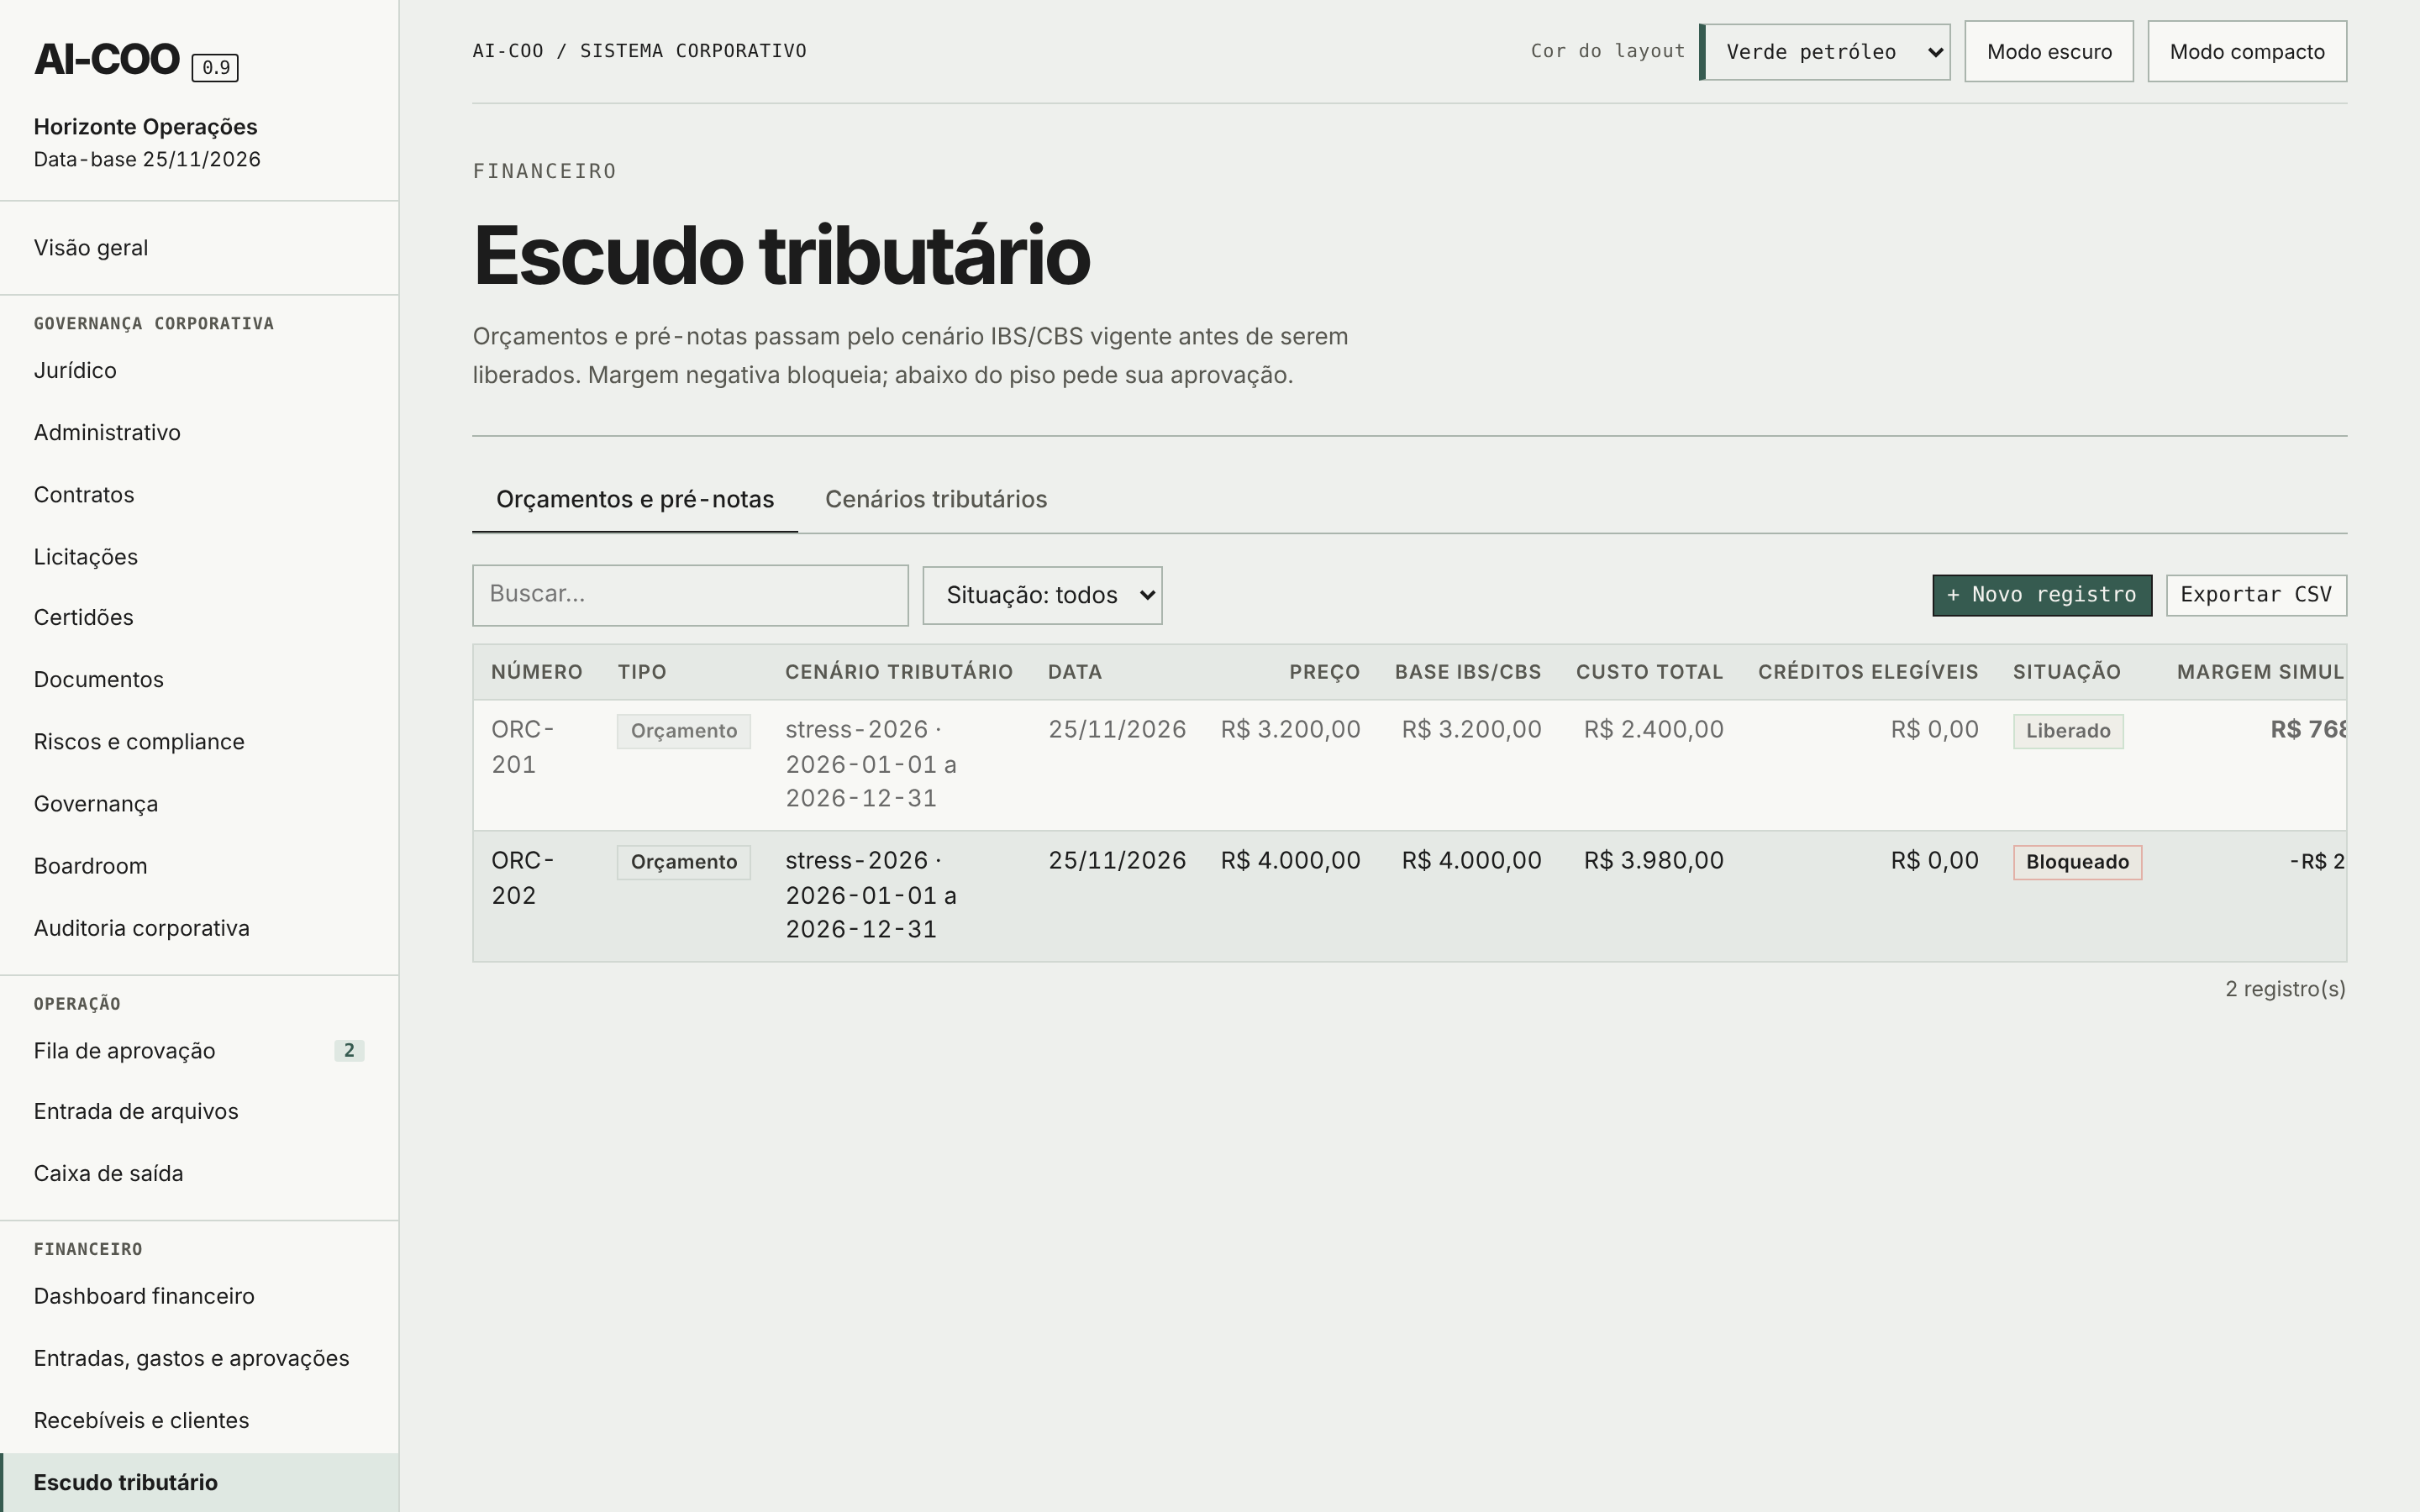 AI-COO 0.9
Horizonte Operações
Data-base 25/11/2026
Visão geral
GOVERNANÇA CORPORATIVA
Jurídico
Administrativo
Contratos
Licitações
Certidões
Documentos
Riscos e compliance
Governança
Boardroom
Auditoria corporativa
OPERAÇÃO
Fila de aprovação 2
Entrada de arquivos
Caixa de saída
FINANCEIRO
Dashboard financeiro
Entradas, gastos e aprovações
Recebíveis e clientes
Escudo tributário
AI-COO / SISTEMA CORPORATIVO Cor do layout Verde petróleo Modo escuro Modo compacto
FINANCEIRO
Escudo tributário
Orçamentos e pré-notas passam pelo cenário IBS/CBS vigente antes de serem
liberados. Margem negativa bloqueia; abaixo do piso pede sua aprovação.
Orçamentos e pré-notas Cenários tributários
Buscar... Situação: todos + Novo registro Exportar CSV
NÚMERO TIPO CENÁRIO TRIBUTÁRIO DATA PREÇO BASE IBS/CBS CUSTO TOTAL CRÉDITOS ELEGÍVEIS SITUAÇÃO MARGEM SIMUL
ORC- Orçamento stress-2026 · 25/11/2026 R$ 3.200,00 R$ 3.200,00 R$ 2.400,00 R$ 0,00 Liberado R$ 768
201 2026-01-01 a
2026-12-31
ORC- Orçamento stress-2026 · 25/11/2026 R$ 4.000,00 R$ 4.000,00 R$ 3.980,00 R$ 0,00 Bloqueado -R$ 2
202 2026-01-01 a
2026-12-31
2 registro(s)